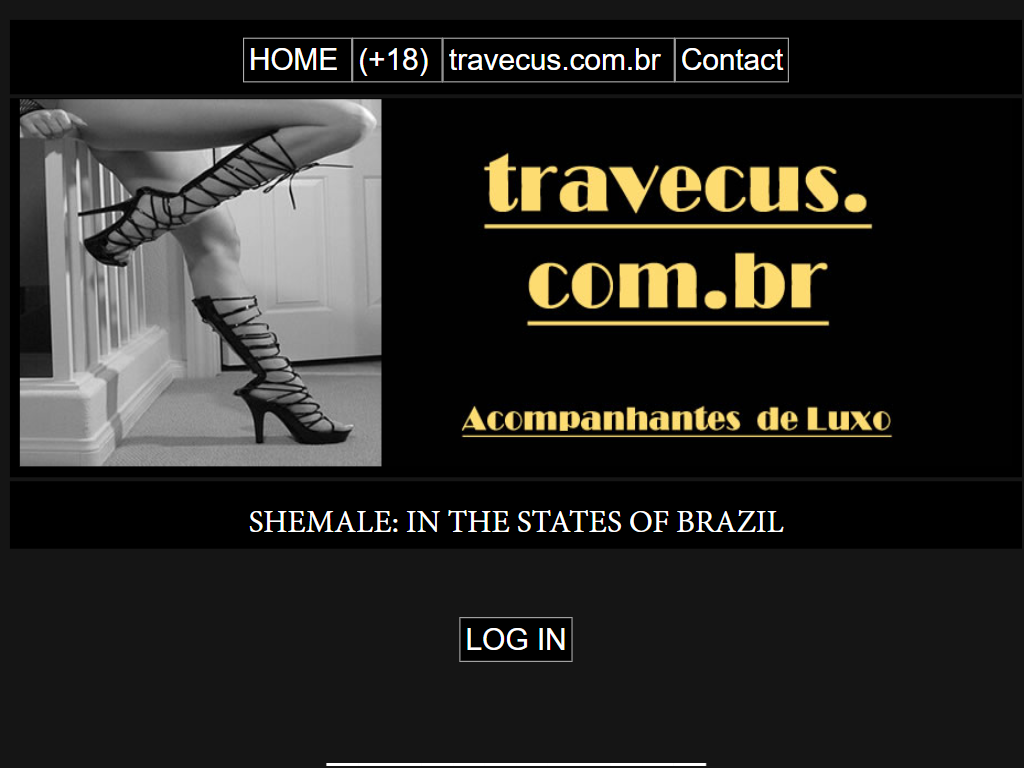 HOME (+18) travecus.com.br Contact
travecus.
com.br
Acompanhantes de Luxo
SHEMALE: IN THE STATES OF BRAZIL
LOG IN